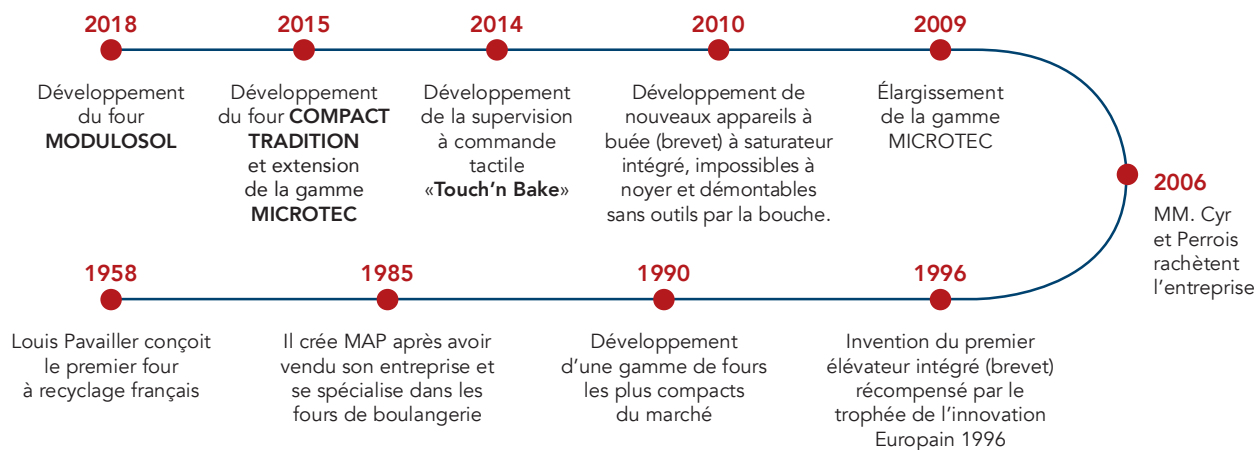 2018
Développement
du four
MODULOSOL
2015
Développement
du four COMPACT
TRADITION
et extension
de la gamme
MICROTEC
2014
Développement
de la supervision
à commande
tactile
«Touch’n Bake»
2010
Développement de
nouveaux appareils à
buée (brevet) à saturateur
intégré, impossibles à
noyer et démontables
sans outils par la bouche.
2009
Élargissement
de la gamme
MICROTEC
2006
MM. Cyr
et Perrois
rachètent
l’entreprise
1958
Louis Pavailler conçoit
le premier four
à recyclage français
1985
Il crée MAP après avoir
vendu son entreprise et
se spécialise dans les
fours de boulangerie
1990
Développement
d’une gamme de fours
les plus compacts
du marché
1996
Invention du premier
élévateur intégré (brevet)
récompensé par le
trophée de l’innovation
Europain 1996